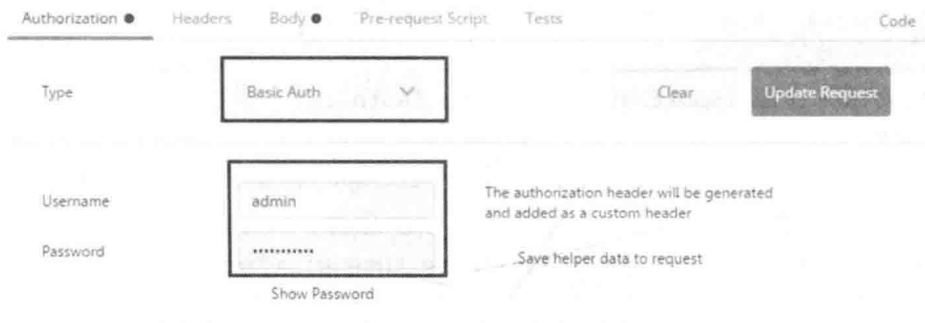 Authorization ● Headers Body ● Pre-request Script Tests Code
Type Basic Auth Clear Update Request
Username admin The authorization header will be generated
and added as a custom header
Password ***********
Save helper data to request
Show Password